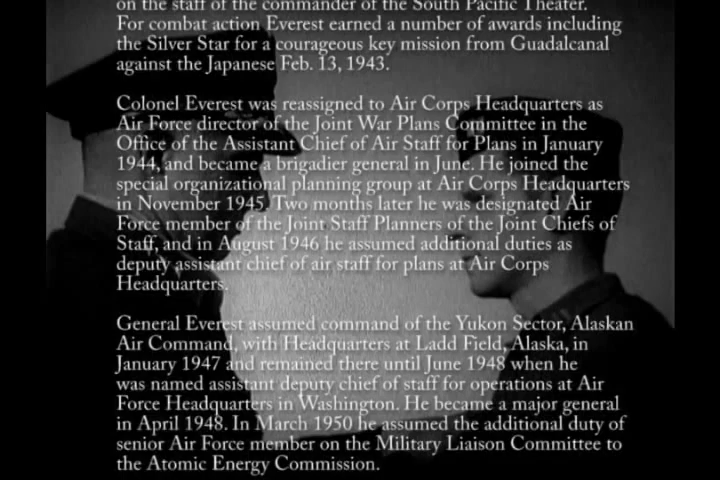 on the staff of the commander of the South Pacific Theater.
For combat action Everest earned a number of awards including
the Silver Star for a courageous key mission from Guadalcanal
against the Japanese Feb. 13, 1943.
Colonel Everest was reassigned to Air Corps Headquarters as
Air Force director of the Joint War Plans Committee in the
Office of the Assistant Chief of Air Staff for Plans in January
1944, and became a brigadier general in June. He joined the
special organizational planning group at Air Corps Headquarters
in November 1945. Two months later he was designated Air
Force member of the Joint Staff Planners of the Joint Chiefs of
Staff, and in August 1946 he assumed additional duties as
deputy assistant chief of air staff for plans at Air Corps
Headquarters.
General Everest assumed command of the Yukon Sector, Alaskan
Air Command, with Headquarters at Ladd Field, Alaska, in
January 1947 and remained there until June 1948 when he
was named assistant deputy chief of staff for operations at Air
Force Headquarters in Washington. He became a major general
in April 1948. In March 1950 he assumed the additional duty of
senior Air Force member on the Military Liaison Committee to
the Atomic Energy Commission.